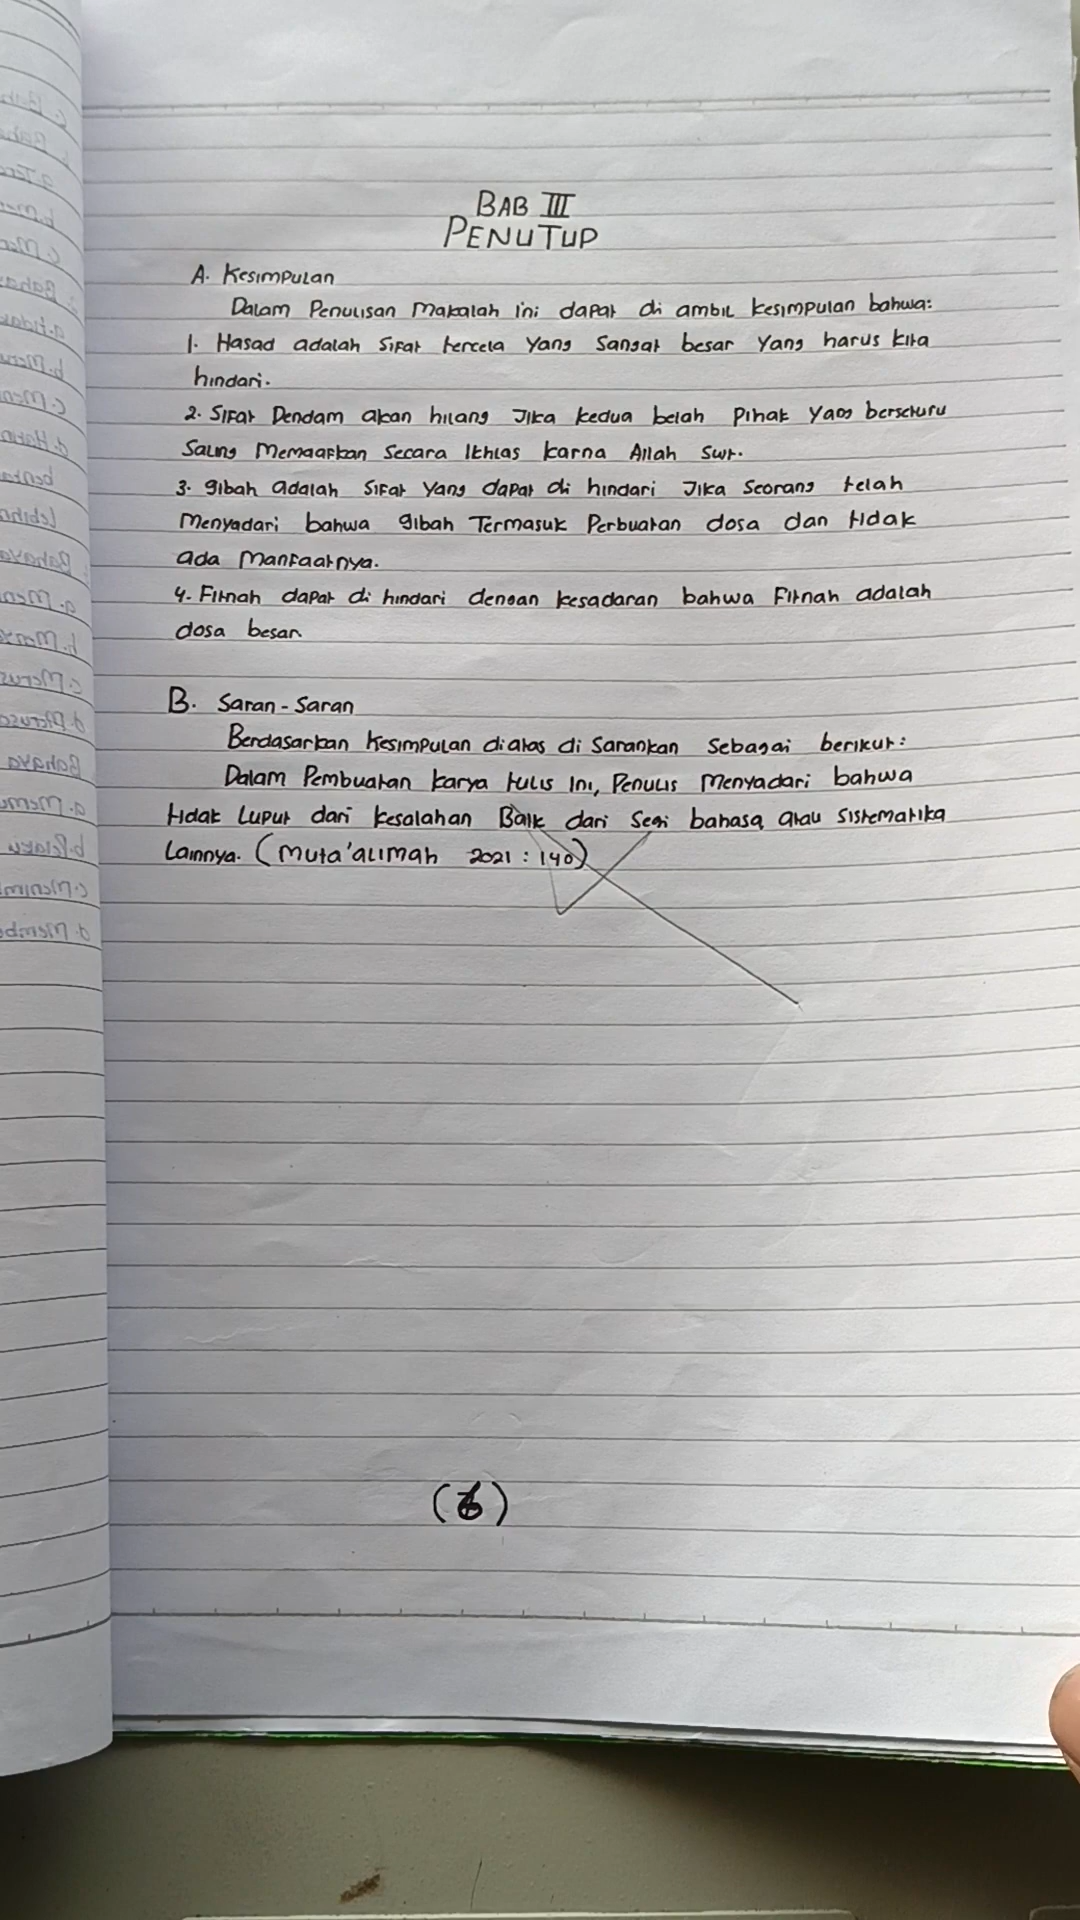 BAB III
PENUTUP
A. Kesimpulan
Dalam Penulisan Makalah ini dapat di ambil kesimpulan bahwa:
1. Hasad adalah Sifat tercela Yang Sangat besar Yang harus kita
hindari.
2. Sifat Dendam akan hilang Jika kedua belah Pihak Yang berseturu
Saling Memaafkan Secara Ikhlas karna Allah Swt.
3. gibah adalah Sifat Yang dapat di hindari Jika Seorang telah
Menyadari bahwa gibah Termasuk Perbuatan dosa dan tidak
ada Manfaatnya.
4. Fitnah dapat di hindari dengan kesadaran bahwa Fitnah adalah
dosa besar.
B. Saran-Saran
Berdasarkan Kesimpulan diatas di Sarankan Sebagai berikut:
Dalam Pembuatan karya tulis Ini, Penulis Menyadari bahwa
tidak Luput dari kesalahan Baik dari Segi bahasa atau Sistematika
Lainnya. (Muta'alimah 2021 : 140)
(6)